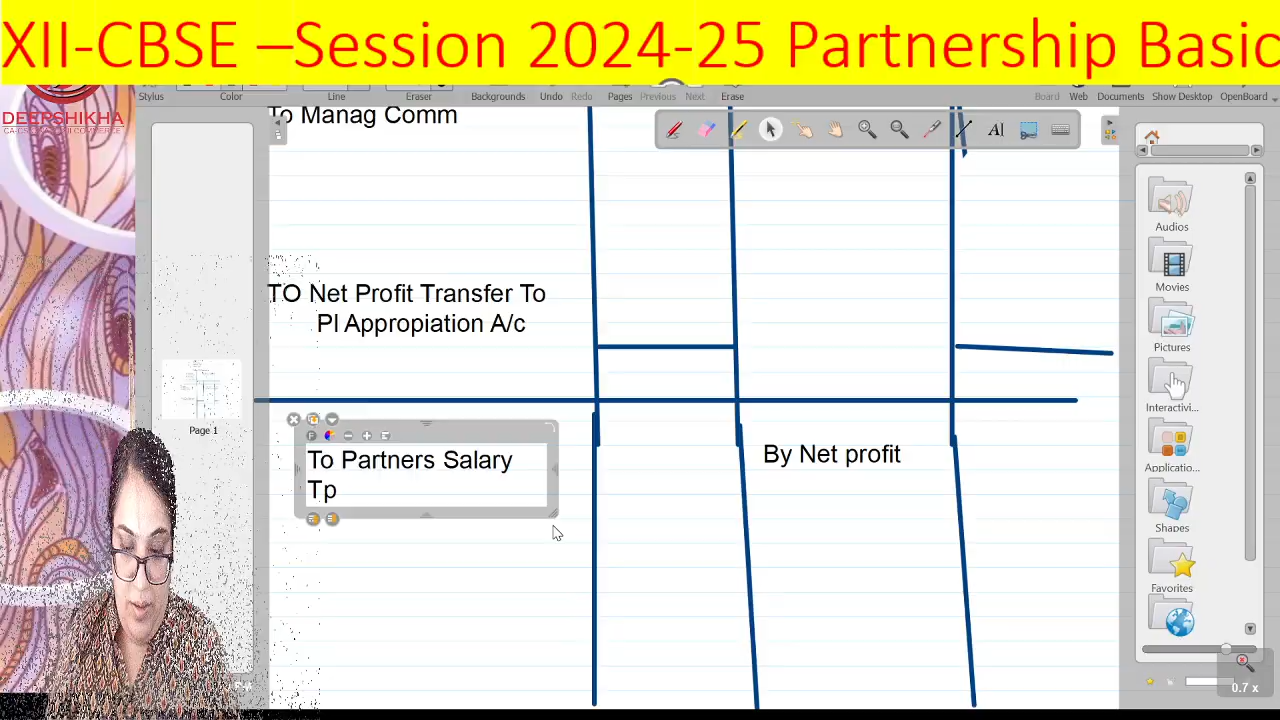 XII-CBSE –Session 2024-25 Partnership Basic
Stylus
Color
Line
Eraser
Backgrounds
Undo
Redo
Pages
Previous
Next
Erase
Board
Web
Documents
Show Desktop
OpenBoard
DEEPSHIKHA
To Manag Comm
TO Net Profit Transfer To
Pl Appropiation A/c
To Partners Salary
Tp
By Net profit
Page 1
Audios
Movies
Pictures
Interactivi...
Applicatio...
Shapes
Favorites
0.7 x